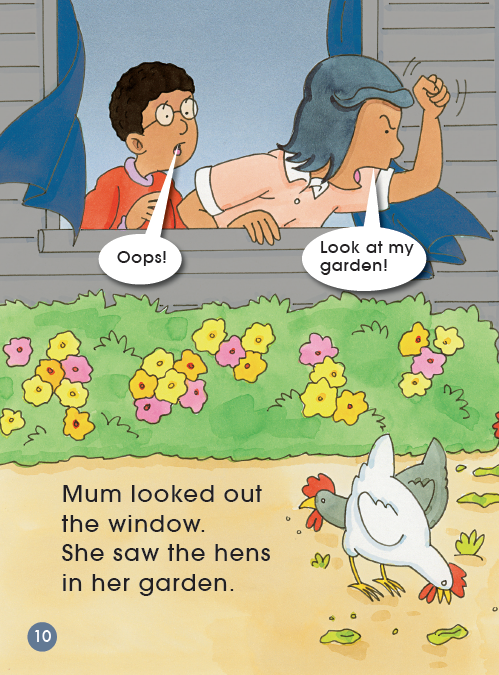 Oops!
Look at my
garden!
Mum looked out
the window.
She saw the hens
in her garden.
10